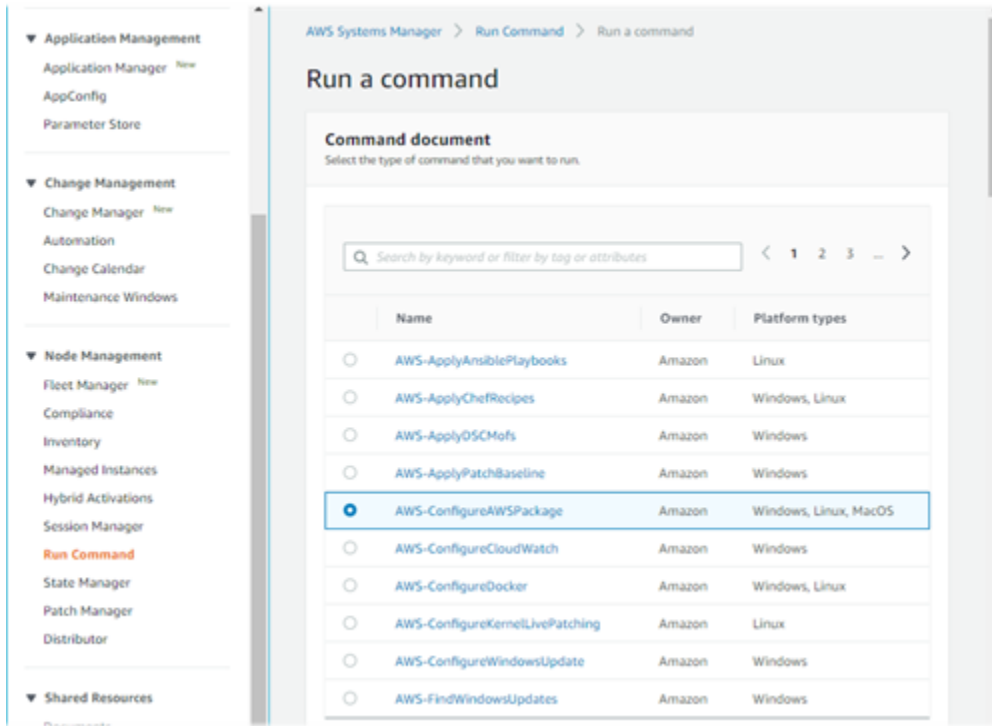 Application Management
Application Manager New
AppConfig
Parameter Store
Change Management
Change Manager New
Automation
Change Calendar
Maintenance Windows
Node Management
Fleet Manager New
Compliance
Inventory
Managed Instances
Hybrid Activations
Session Manager
Run Command
State Manager
Patch Manager
Distributor
Shared Resources
Documents
AWS Systems Manager > Run Command > Run a command
Run a command
Command document
Select the type of command that you want to run.
Search by keyword or filter by tag or attributes < 1 2 3 ... >
Name Owner Platform types
AWS-ApplyAnsiblePlaybooks Amazon Linux
AWS-ApplyChefRecipes Amazon Windows, Linux
AWS-ApplyDSCMofs Amazon Windows
AWS-ApplyPatchBaseline Amazon Windows
AWS-ConfigureAWSPackage Amazon Windows, Linux, MacOS
AWS-ConfigureCloudWatch Amazon Windows
AWS-ConfigureDocker Amazon Windows, Linux
AWS-ConfigureKernelLivePatching Amazon Linux
AWS-ConfigureWindowsUpdate Amazon Windows
AWS-FindWindowsUpdates Amazon Windows